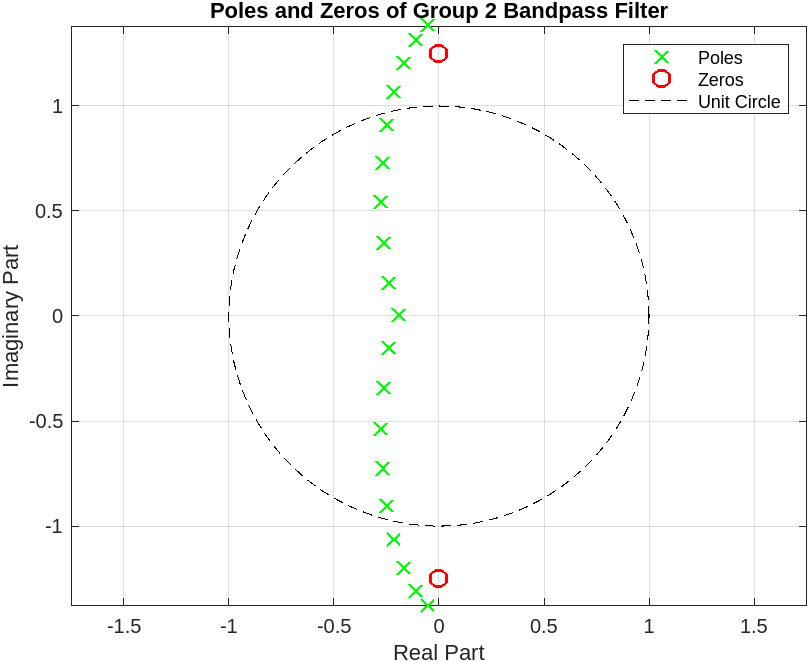 Poles and Zeros of Group 2 Bandpass Filter
Poles
Zeros
Unit Circle
1
0.5
0
-0.5
-1
Imaginary Part
-1.5
-1
-0.5
0
0.5
1
1.5
Real Part